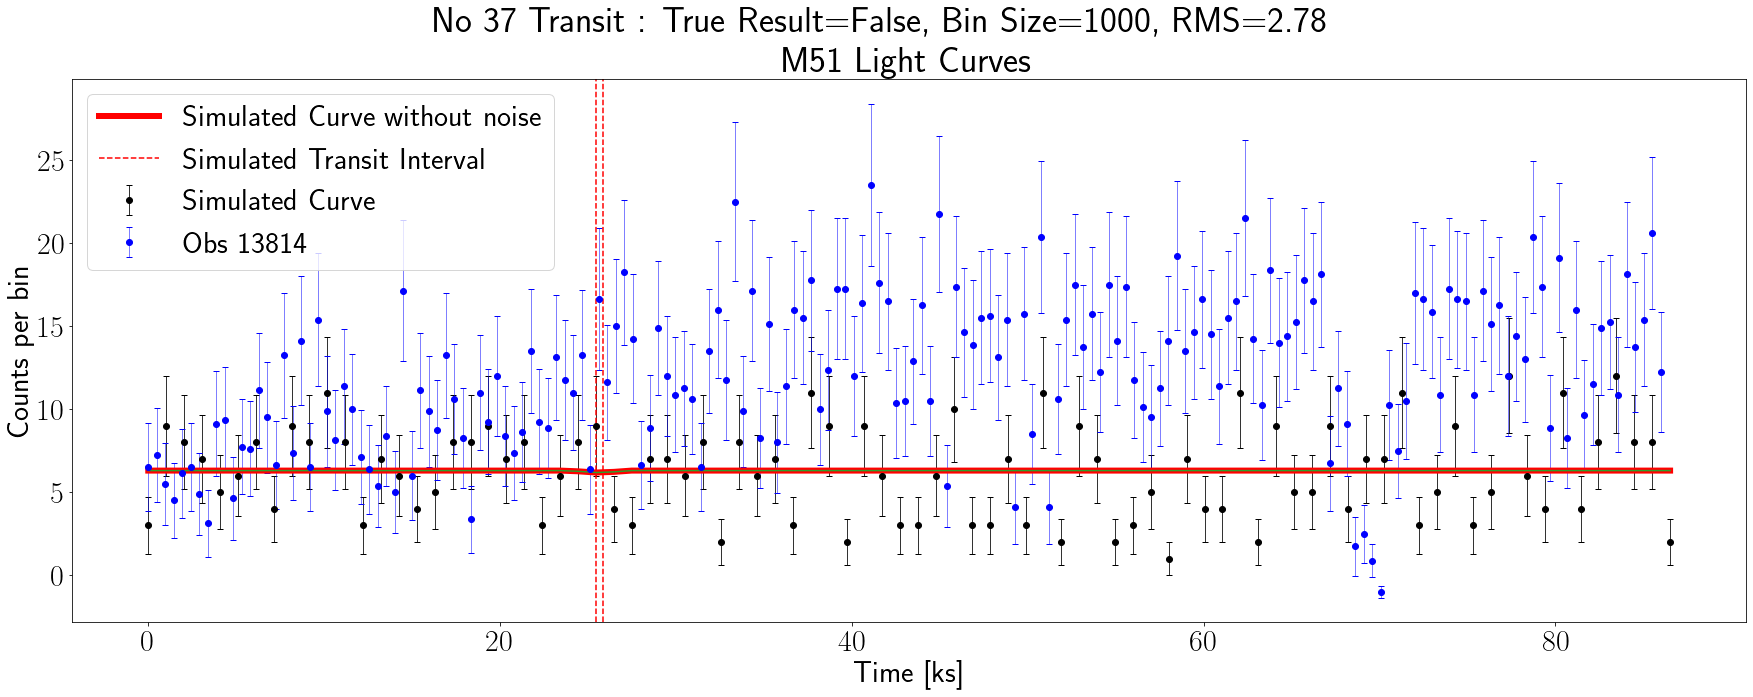 No 37 Transit : True Result=False, Bin Size=1000, RMS=2.78
M51 Light Curves
Simulated Curve without noise
Simulated Transit Interval
Simulated Curve
Obs 13814
Counts per bin
25
20
15
10
5
0
0 20 40 60 80
Time [ks]